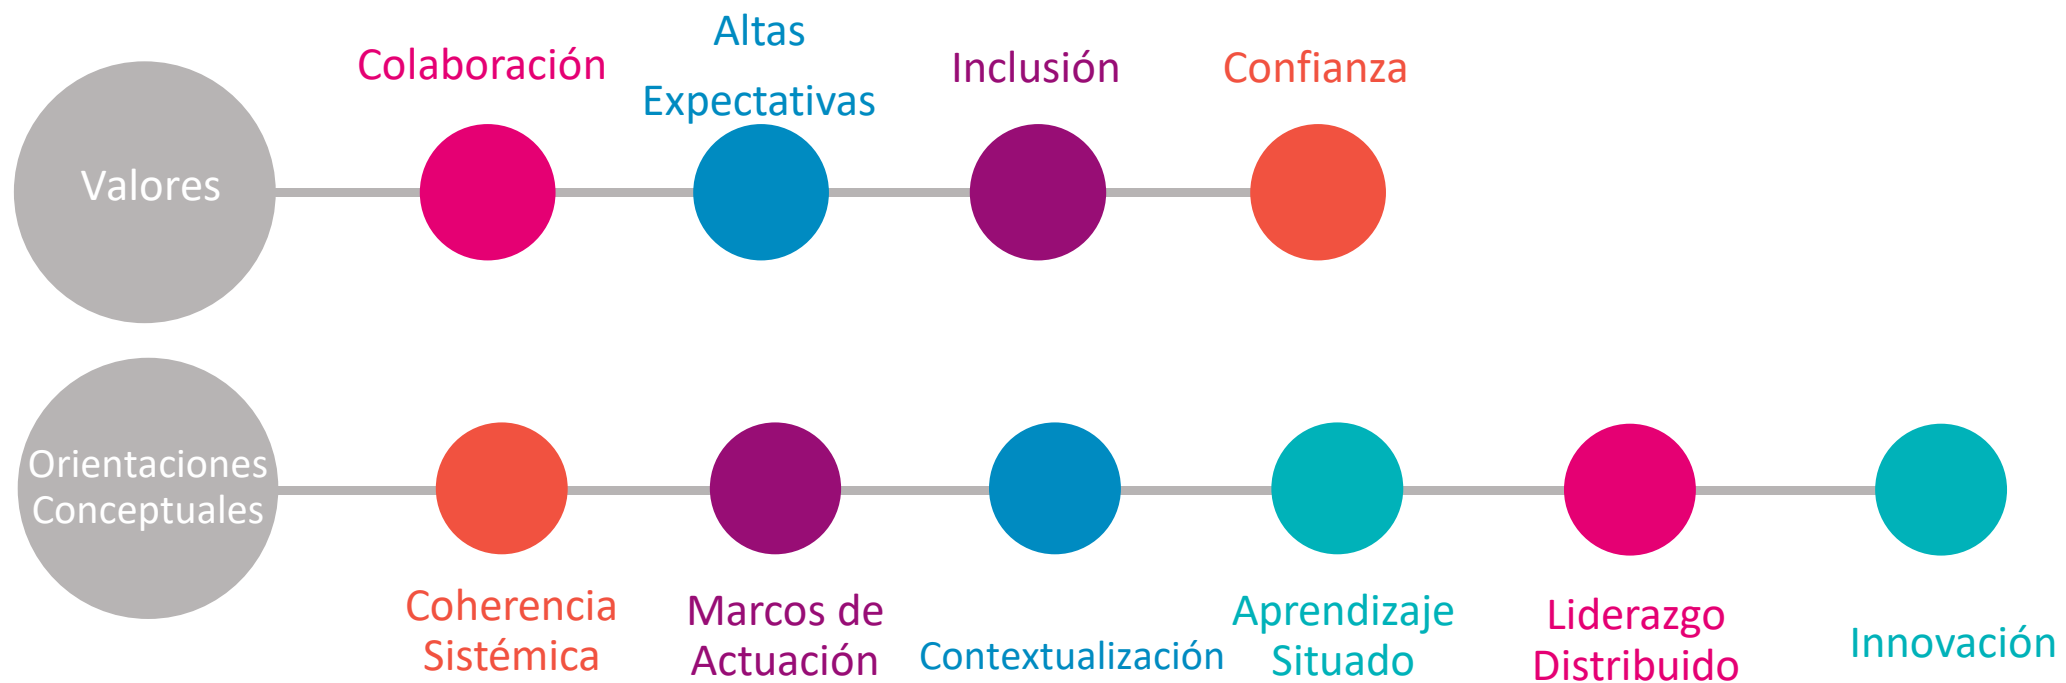 Valores
Colaboración
Altas
Expectativas
Inclusión
Confianza
Orientaciones
Conceptuales
Coherencia
Sistémica
Marcos de
Actuación
Contextualización
Aprendizaje
Situado
Liderazgo
Distribuido
Innovación